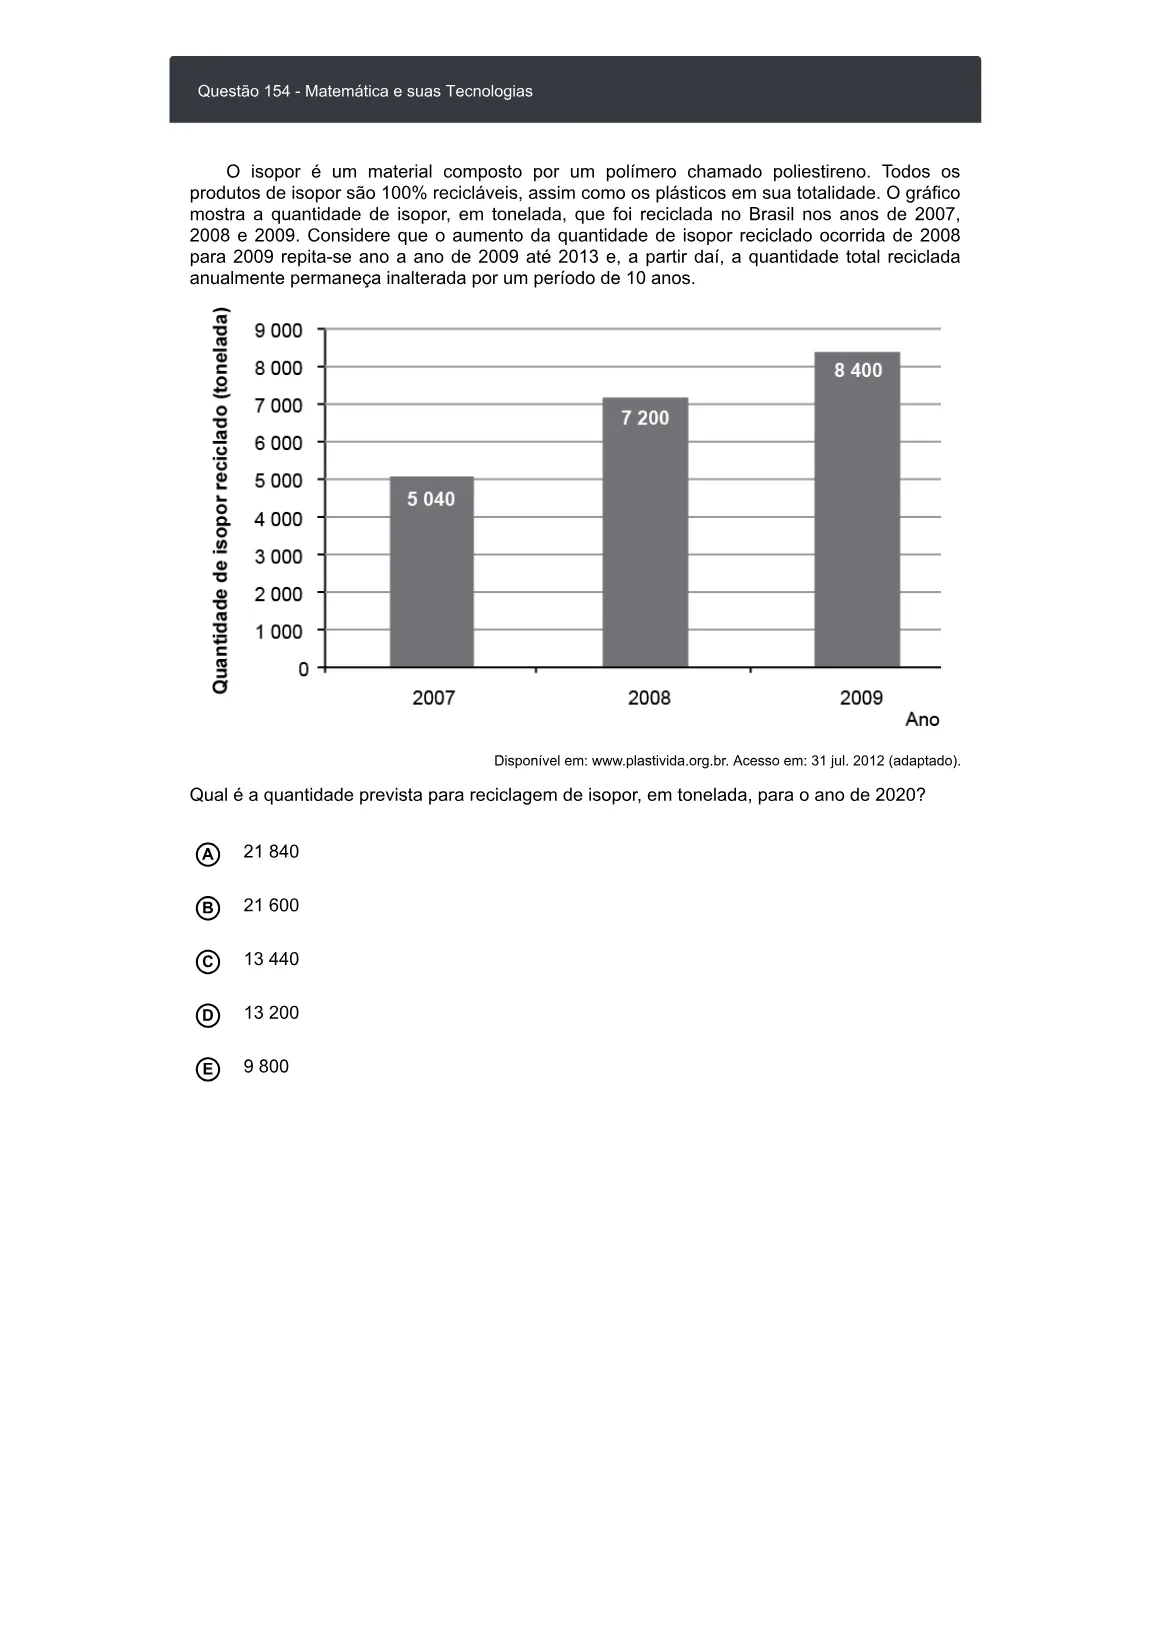 Questão 154 - Matemática e suas Tecnologias
O isopor é um material composto por um polímero chamado poliestireno. Todos os
produtos de isopor são 100% recicláveis, assim como os plásticos em sua totalidade. O gráfico
mostra a quantidade de isopor, em tonelada, que foi reciclada no Brasil nos anos de 2007,
2008 e 2009. Considere que o aumento da quantidade de isopor reciclado ocorrida de 2008
para 2009 repita-se ano a ano de 2009 até 2013 e, a partir daí, a quantidade total reciclada
anualmente permaneça inalterada por um período de 10 anos.
Quantidade de isopor reciclado (tonelada)
9 000
8 000
7 000
6 000
5 000
4 000
3 000
2 000
1 000
0
5 040
7 200
8 400
2007
2008
2009
Ano
Disponível em: www.plastivida.org.br. Acesso em: 31 jul. 2012 (adaptado).
Qual é a quantidade prevista para reciclagem de isopor, em tonelada, para o ano de 2020?
A 21 840
B 21 600
C 13 440
D 13 200
E 9 800